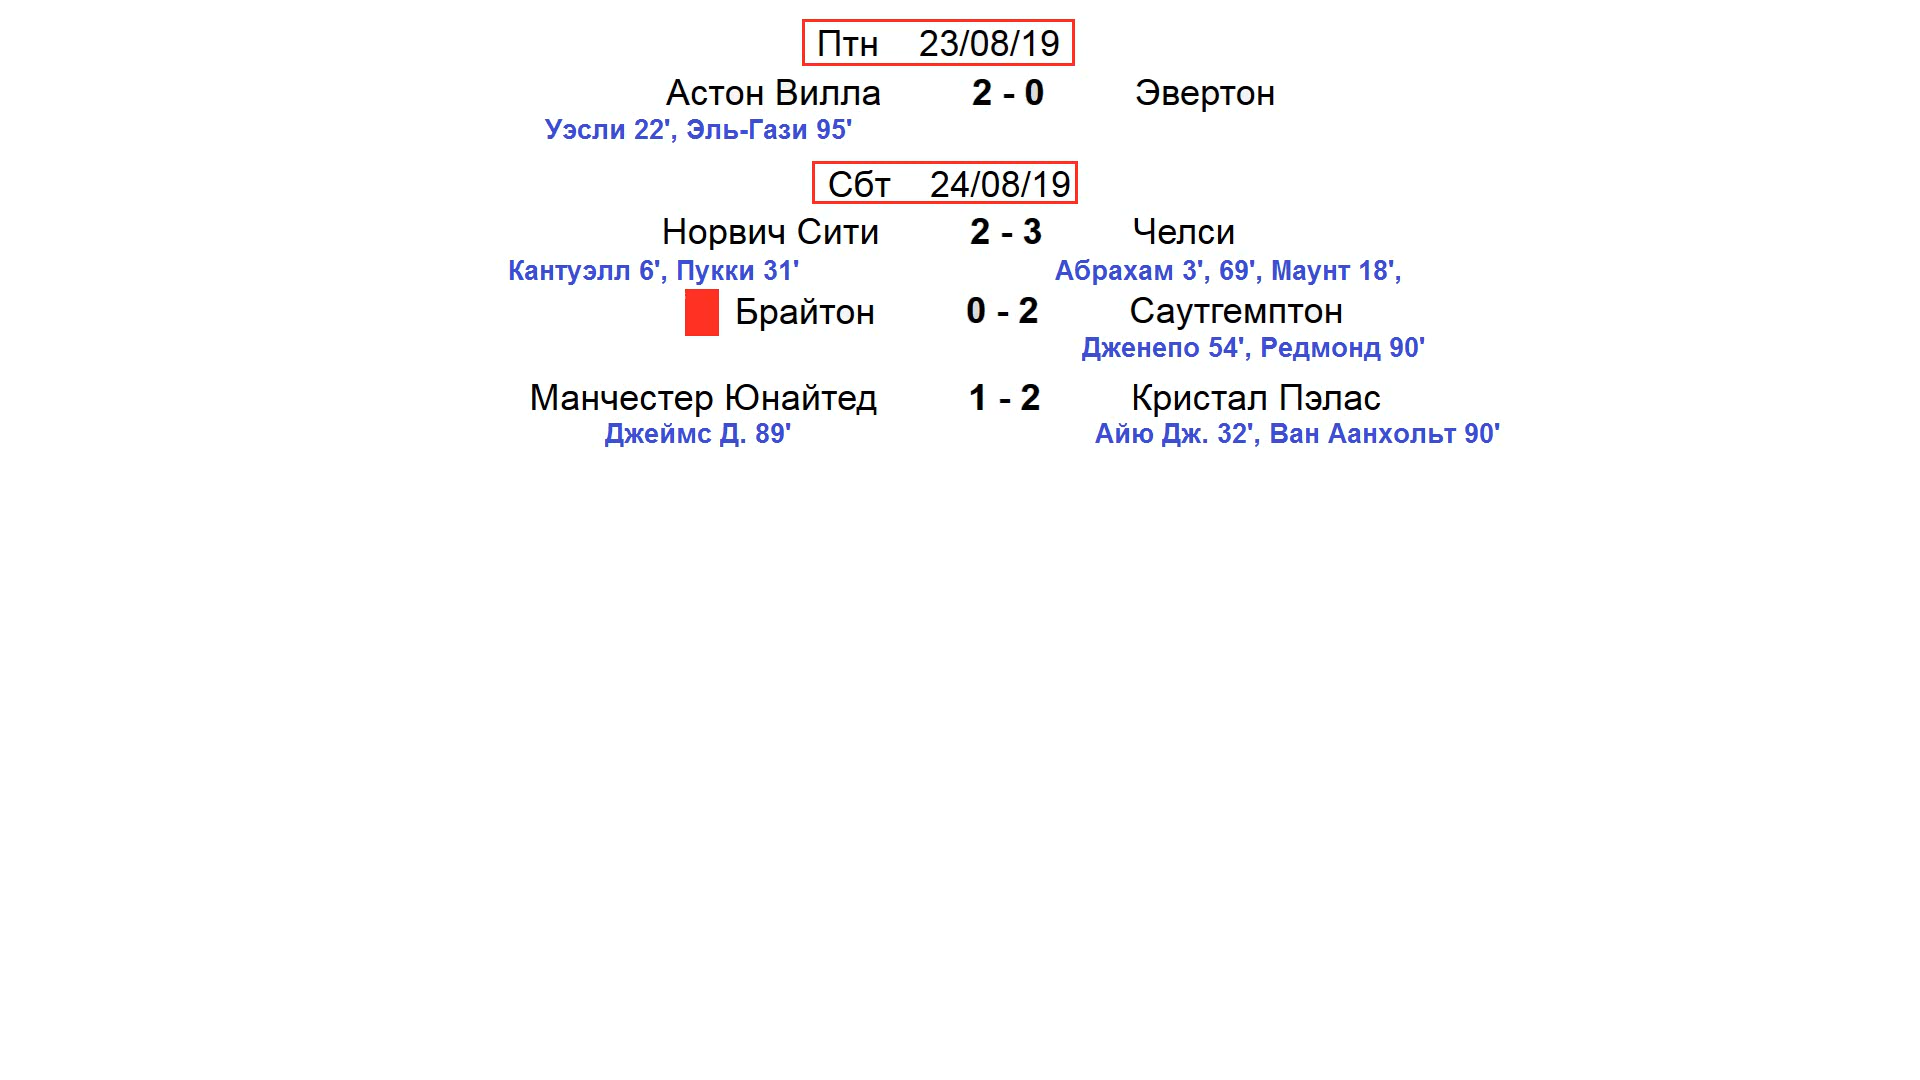 Птн 23/08/19
Астон Вилла 2 - 0 Эвертон
Уэсли 22', Эль-Гази 95'
Сбт 24/08/19
Норвич Сити 2 - 3 Челси
Кантуэлл 6', Пукки 31' Абрахам 3', 69', Маунт 18',
Брайтон 0 - 2 Саутгемптон
Дженепо 54', Редмонд 90'
Манчестер Юнайтед 1 - 2 Кристал Пэлас
Джеймс Д. 89' Айю Дж. 32', Ван Аанхольт 90'